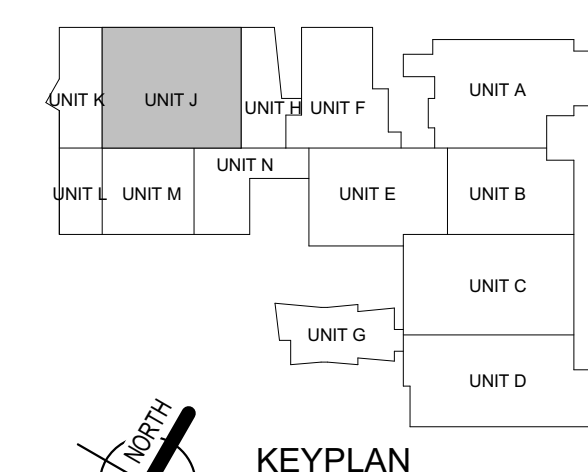 UNIT A
UNIT K
UNIT J
UNIT H
UNIT F
UNIT N
UNIT L
UNIT M
UNIT E
UNIT B
UNIT C
UNIT G
UNIT D
NORTH
KEYPLAN